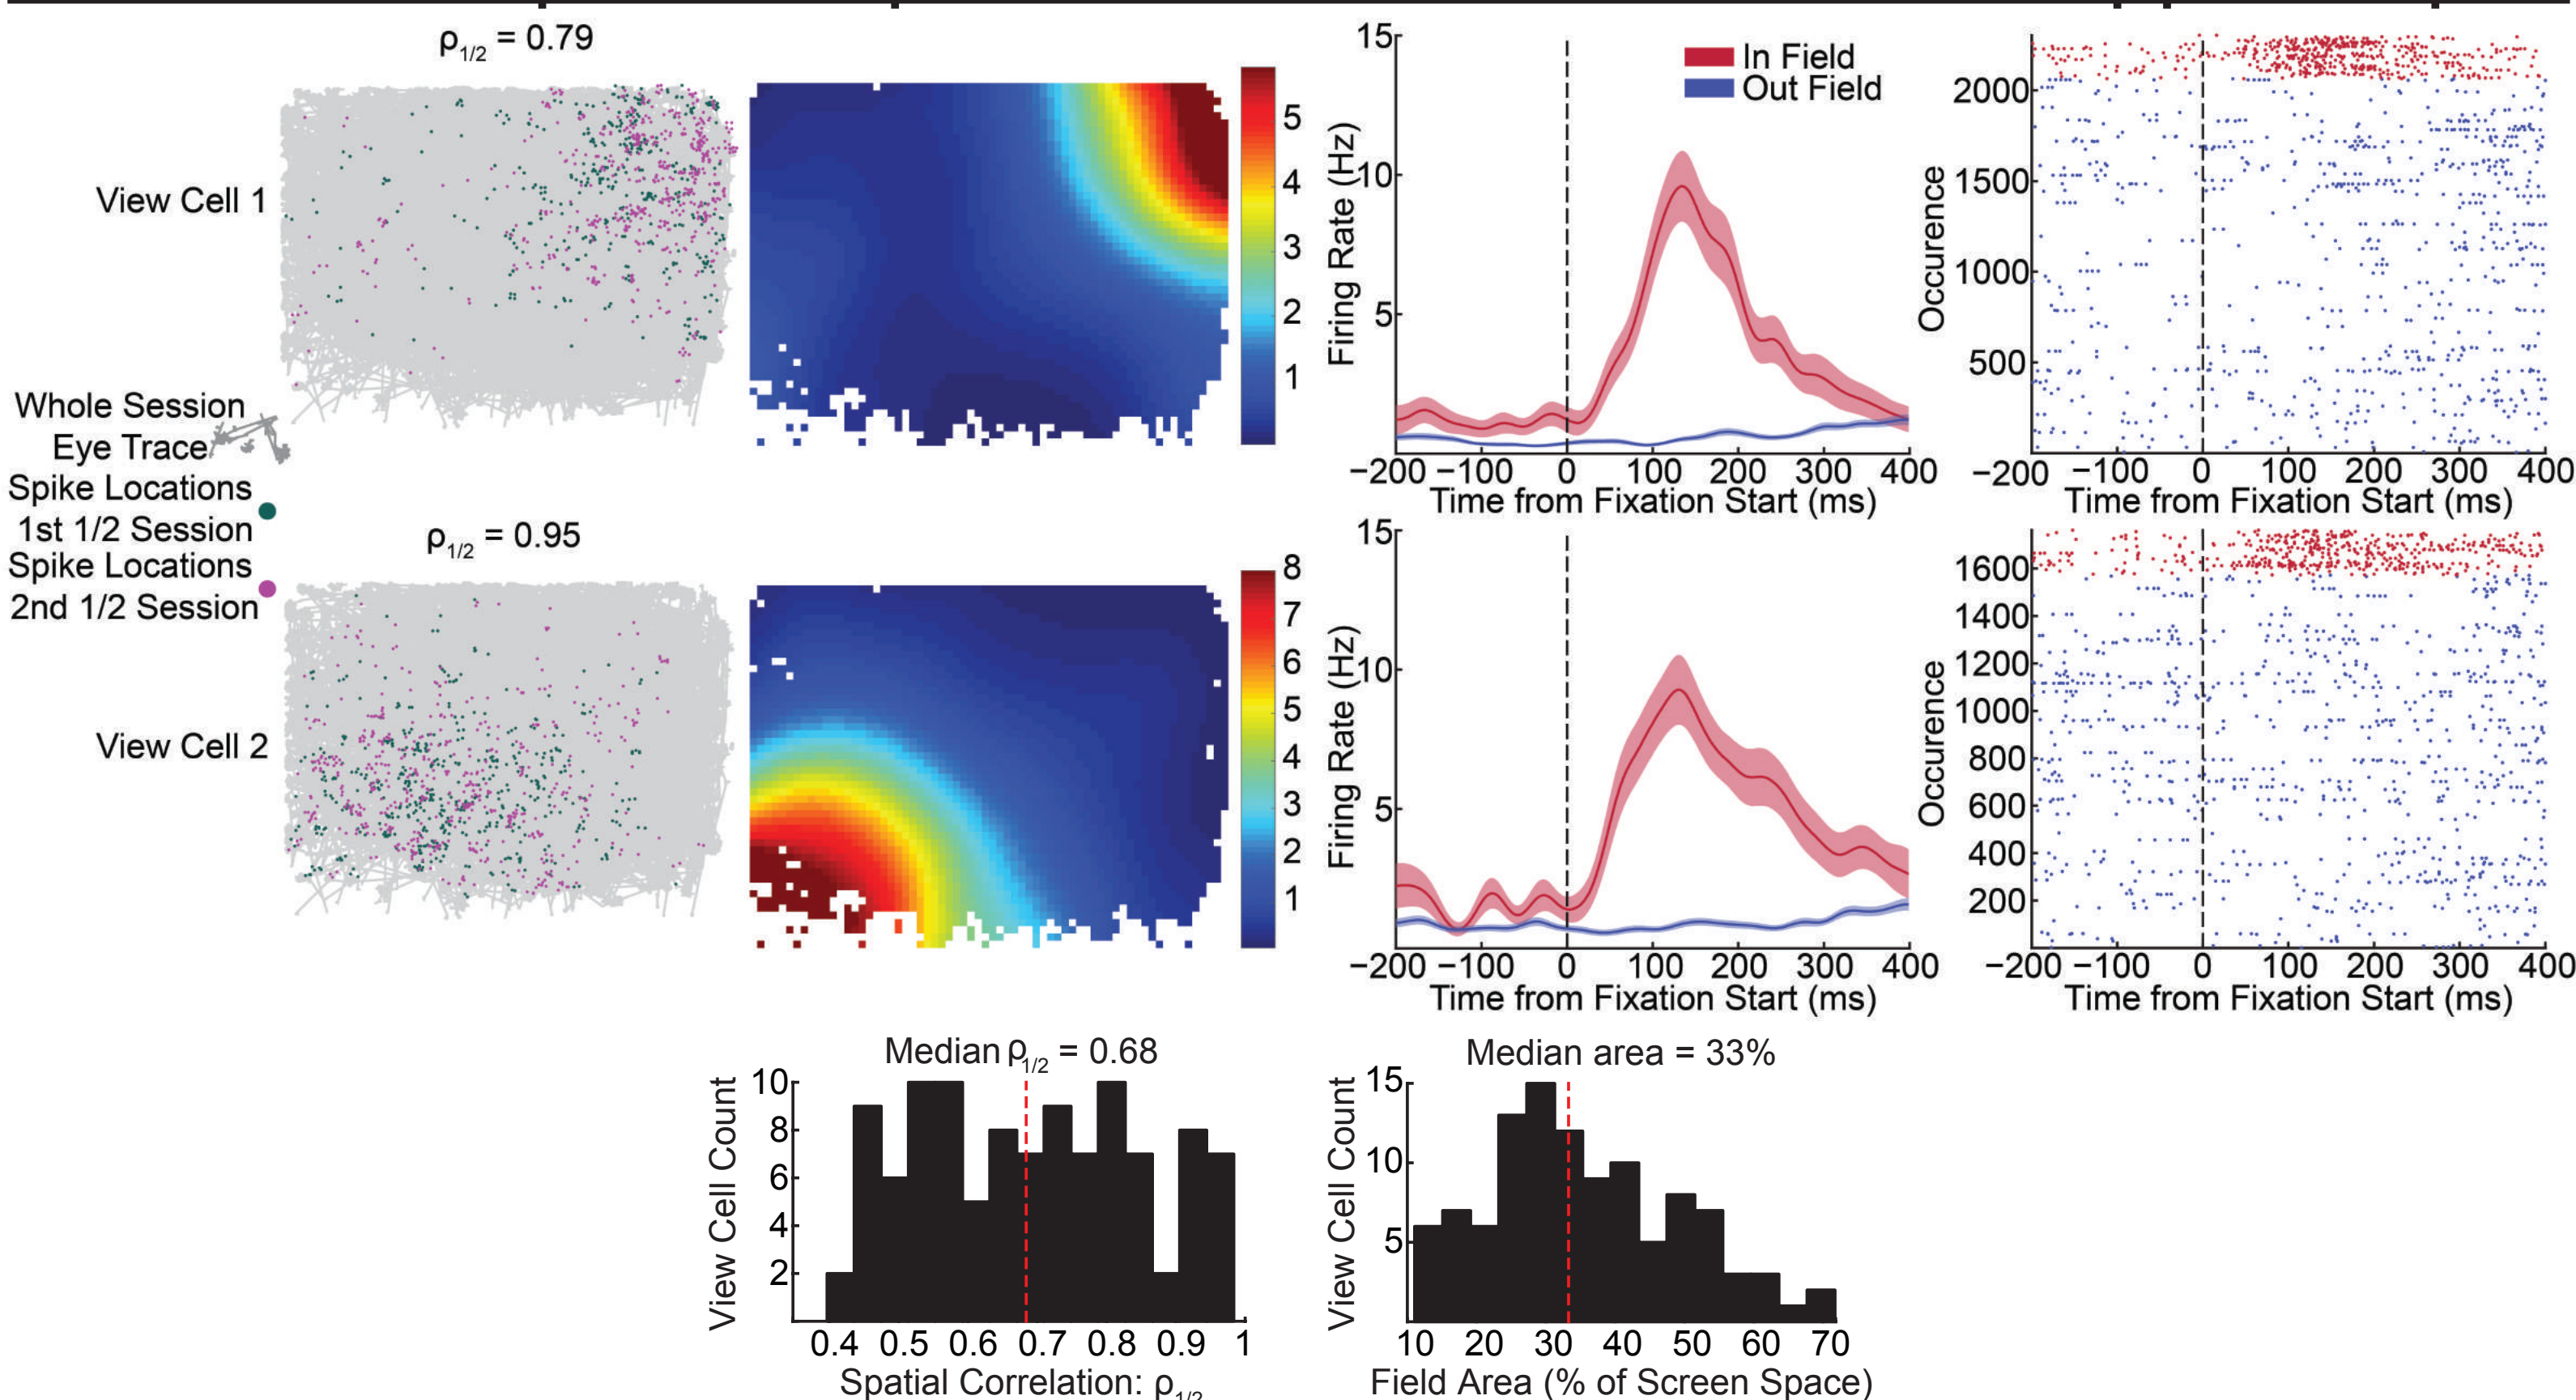 ρ1/2 = 0.79
View Cell 1
5
4
3
2
1
15
10
5
Firing Rate (Hz)
In Field
Out Field
−200 −100 0 100 200 300 400
Time from Fixation Start (ms)
2000
1500
1000
500
Occurence
−200 −100 0 100 200 300 400
Time from Fixation Start (ms)
Whole Session
Eye Trace
Spike Locations
1st 1/2 Session
Spike Locations
2nd 1/2 Session
ρ1/2 = 0.95
View Cell 2
8
7
6
5
4
3
2
1
15
10
5
Firing Rate (Hz)
−200 −100 0 100 200 300 400
Time from Fixation Start (ms)
1600
1400
1200
1000
800
600
400
200
Occurence
−200 −100 0 100 200 300 400
Time from Fixation Start (ms)
Median ρ1/2 = 0.68
10
8
6
4
2
View Cell Count
0.4 0.5 0.6 0.7 0.8 0.9 1
Spatial Correlation: ρ1/2
Median area = 33%
15
10
5
View Cell Count
10 20 30 40 50 60 70
Field Area (% of Screen Space)